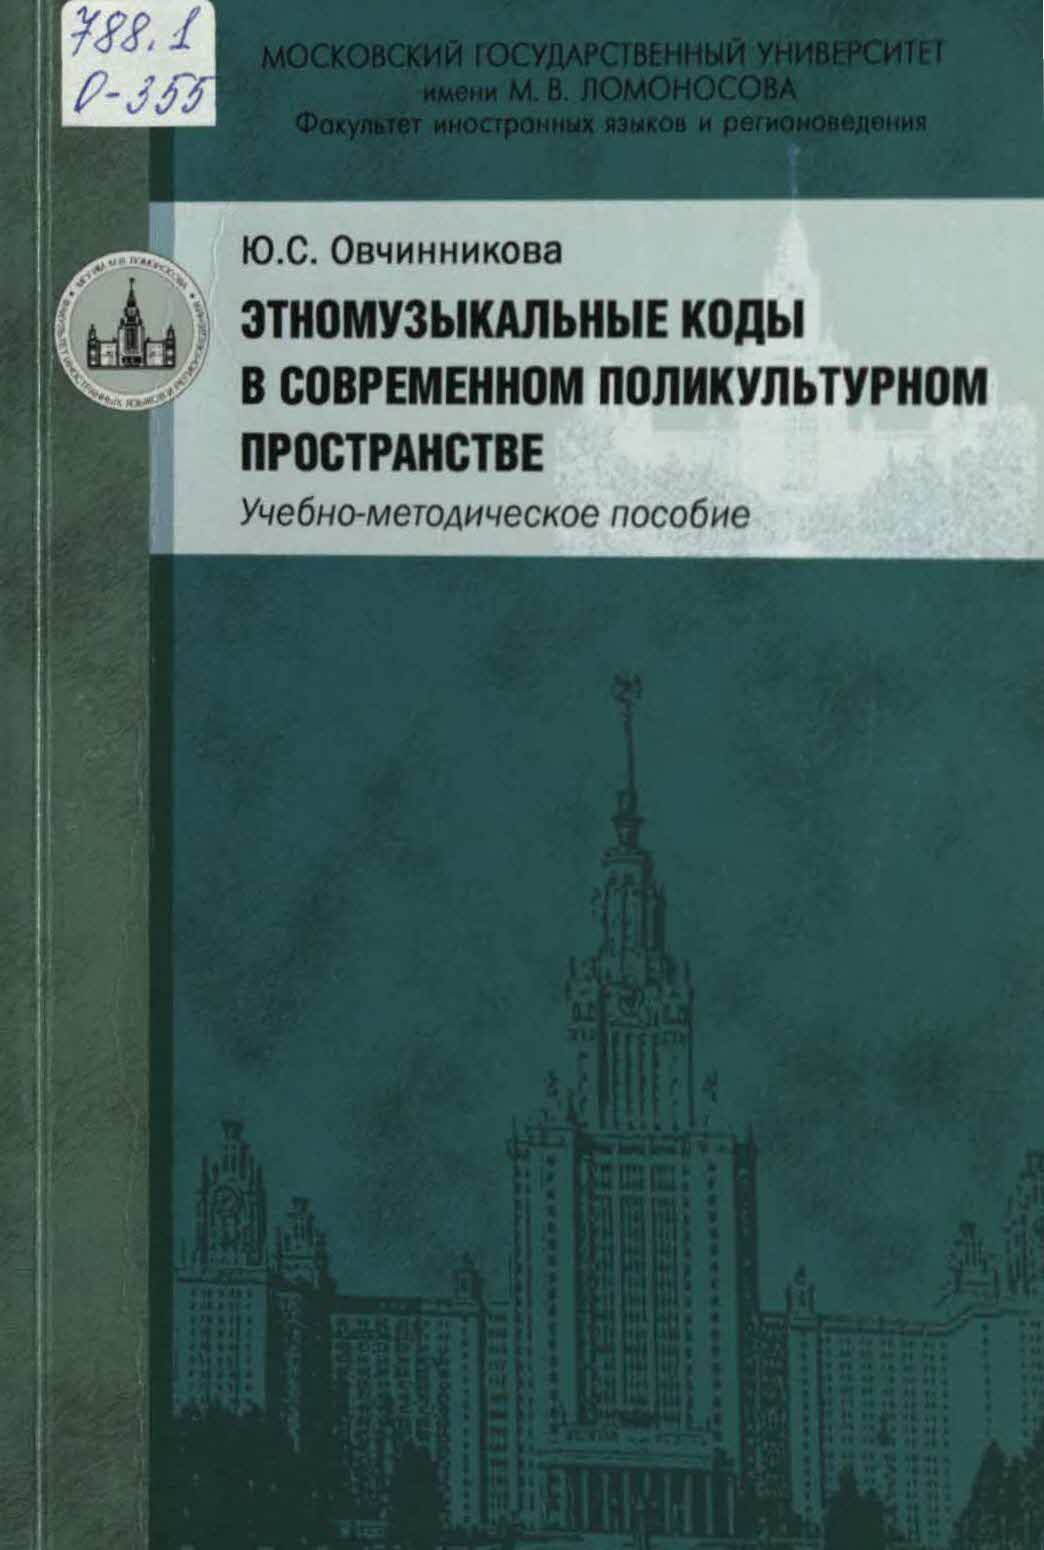 788.1
О-355
МОСКОВСКИЙ ГОСУДАРСТВЕННЫЙ УНИВЕРСИТЕТ
имени М. В. ЛОМОНОСОВА
Факультет иностранных языков и регионоведения
Ю.С. Овчинникова
ЭТНОМУЗЫКАЛЬНЫЕ КОДЫ
В СОВРЕМЕННОМ ПОЛИКУЛЬТУРНОМ
ПРОСТРАНСТВЕ
Учебно-методическое пособие